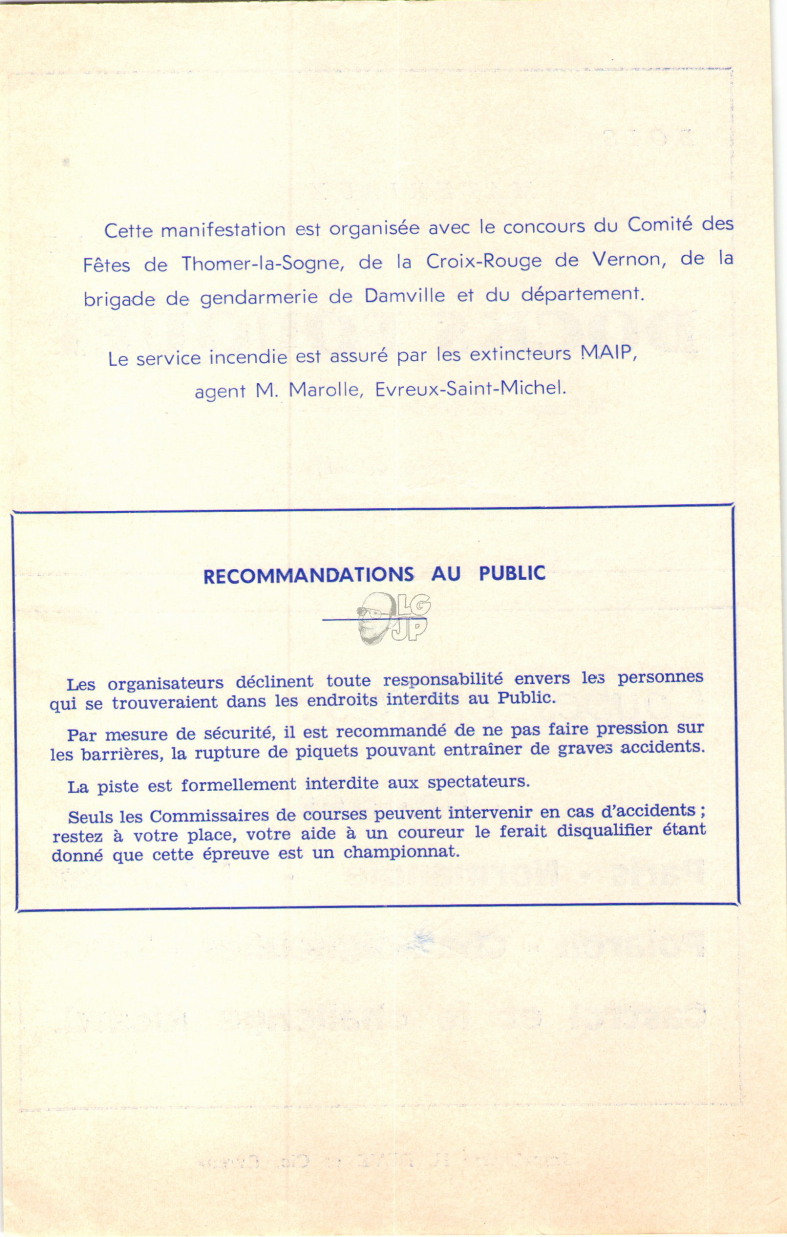 Cette manifestation est organisée avec le concours du Comité des
Fêtes de Thomer-la-Sogne, de la Croix-Rouge de Vernon, de la
brigade de gendarmerie de Damville et du département.
Le service incendie est assuré par les extincteurs MAIP,
agent M. Marolle, Evreux-Saint-Michel.
RECOMMANDATIONS AU PUBLIC
LG
JP
Les organisateurs déclinent toute responsabilité envers les personnes
qui se trouveraient dans les endroits interdits au Public.
Par mesure de sécurité, il est recommandé de ne pas faire pression sur
les barrières, la rupture de piquets pouvant entraîner de graves accidents.
La piste est formellement interdite aux spectateurs.
Seuls les Commissaires de courses peuvent intervenir en cas d'accidents ;
restez à votre place, votre aide à un coureur le ferait disqualifier étant
donné que cette épreuve est un championnat.